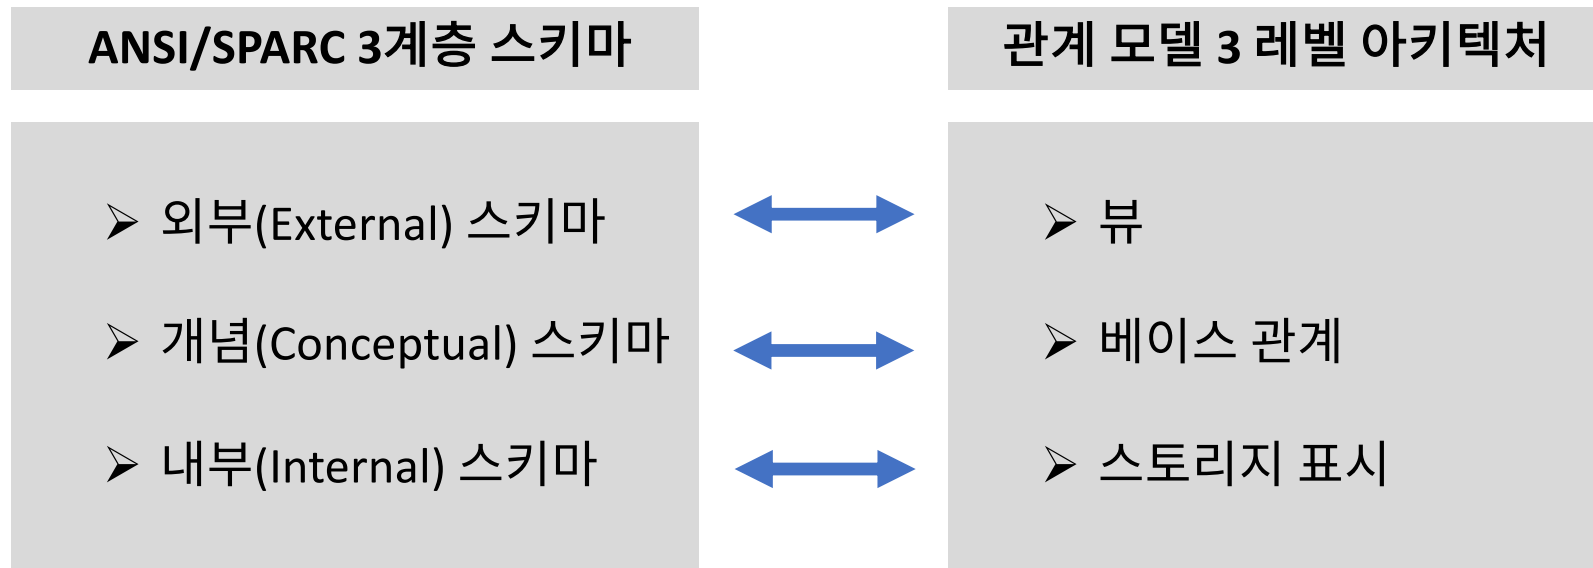 ANSI/SPARC 3계층 스키마
관계 모델 3 레벨 아키텍처
외부(External) 스키마
뷰
개념(Conceptual) 스키마
베이스 관계
내부(Internal) 스키마
스토리지 표시